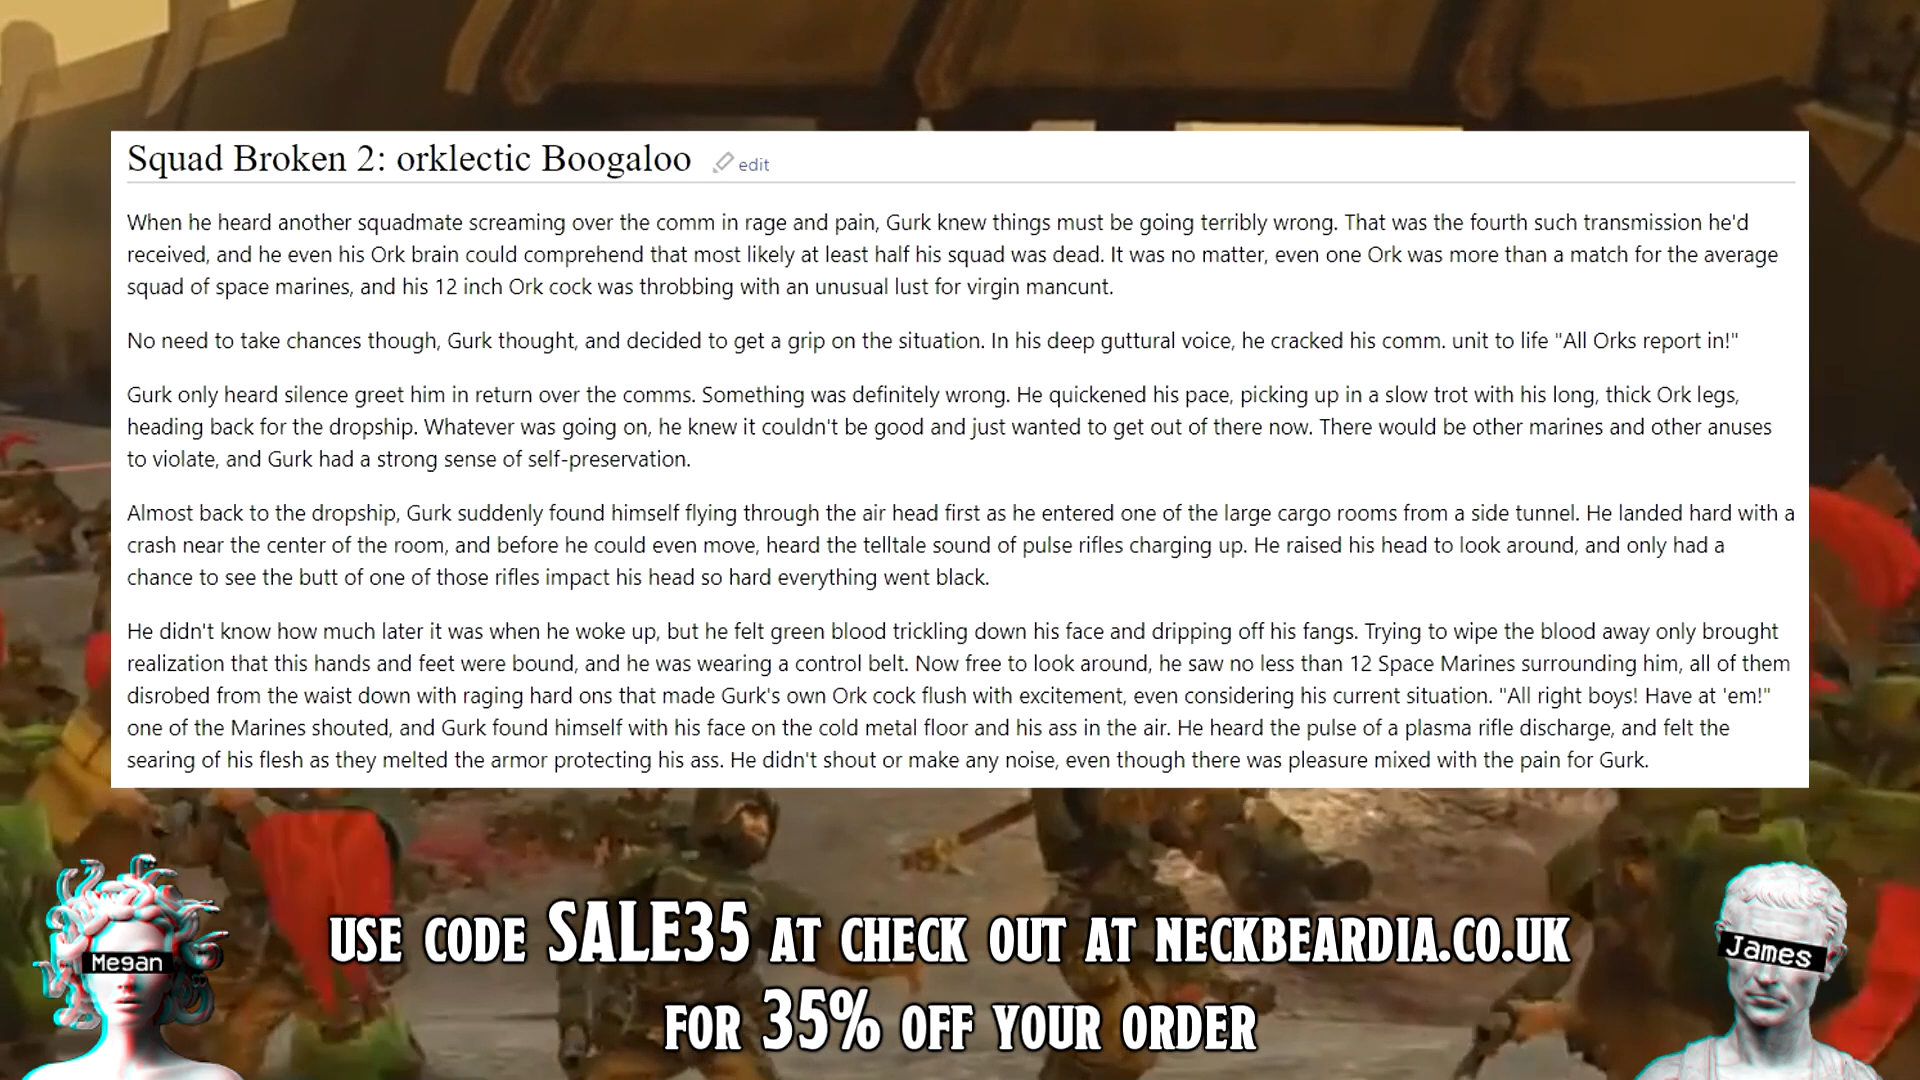 Squad Broken 2: orklectic Boogaloo edit
When he heard another squadmate screaming over the comm in rage and pain, Gurk knew things must be going terribly wrong. That was the fourth such transmission he'd
received, and he even his Ork brain could comprehend that most likely at least half his squad was dead. It was no matter, even one Ork was more than a match for the average
squad of space marines, and his 12 inch Ork cock was throbbing with an unusual lust for virgin mancunt.
No need to take chances though, Gurk thought, and decided to get a grip on the situation. In his deep guttural voice, he cracked his comm. unit to life "All Orks report in!"
Gurk only heard silence greet him in return over the comms. Something was definitely wrong. He quickened his pace, picking up in a slow trot with his long, thick Ork legs,
heading back for the dropship. Whatever was going on, he knew it couldn't be good and just wanted to get out of there now. There would be other marines and other anuses
to violate, and Gurk had a strong sense of self-preservation.
Almost back to the dropship, Gurk suddenly found himself flying through the air head first as he entered one of the large cargo rooms from a side tunnel. He landed hard with a
crash near the center of the room, and before he could even move, heard the telltale sound of pulse rifles charging up. He raised his head to look around, and only had a
chance to see the butt of one of those rifles impact his head so hard everything went black.
He didn't know how much later it was when he woke up, but he felt green blood trickling down his face and dripping off his fangs. Trying to wipe the blood away only brought
realization that this hands and feet were bound, and he was wearing a control belt. Now free to look around, he saw no less than 12 Space Marines surrounding him, all of them
disrobed from the waist down with raging hard ons that made Gurk's own Ork cock flush with excitement, even considering his current situation. "All right boys! Have at 'em!"
one of the Marines shouted, and Gurk found himself with his face on the cold metal floor and his ass in the air. He heard the pulse of a plasma rifle discharge, and felt the
searing of his flesh as they melted the armor protecting his ass. He didn't shout or make any noise, even though there was pleasure mixed with the pain for Gurk.
USE CODE SALE35 AT CHECK OUT AT NECKBEARDIA.CO.UK
FOR 35% OFF YOUR ORDER
Megan
James